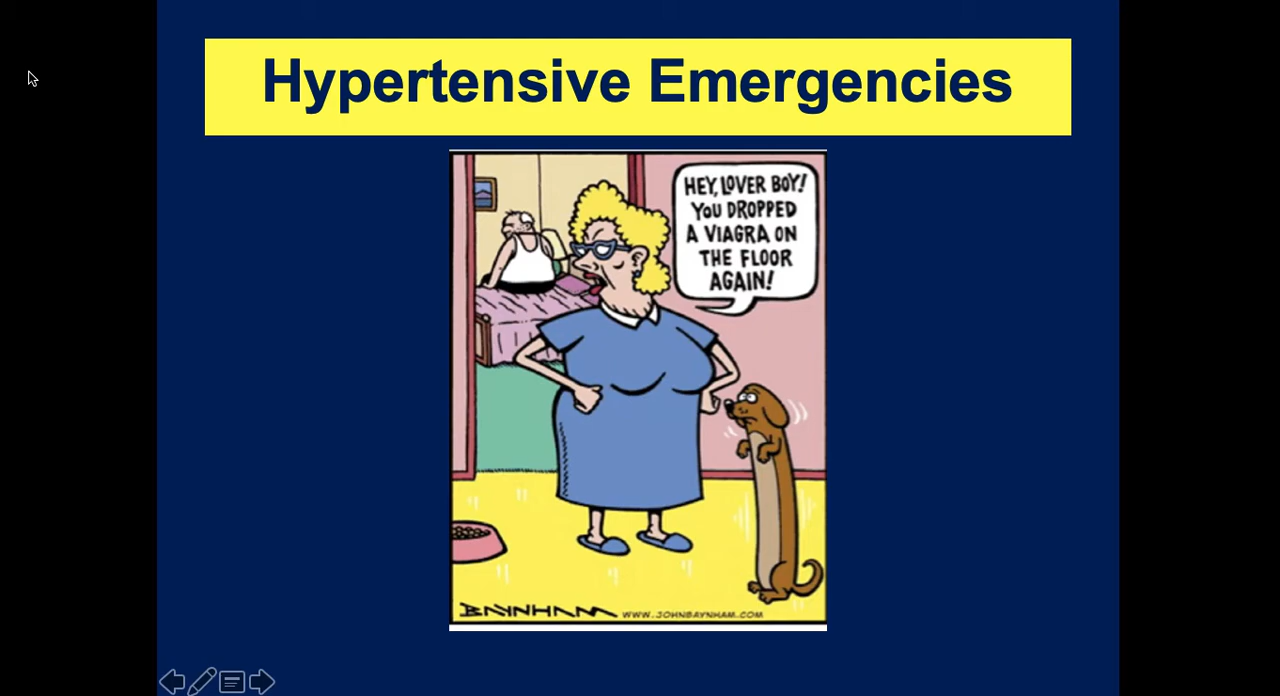 Hypertensive Emergencies
HEY, LOVER BOY!
YOU DROPPED
A VIAGRA ON
THE FLOOR
AGAIN!
BAYNHAM WWW.JOHNBAYNHAM.COM